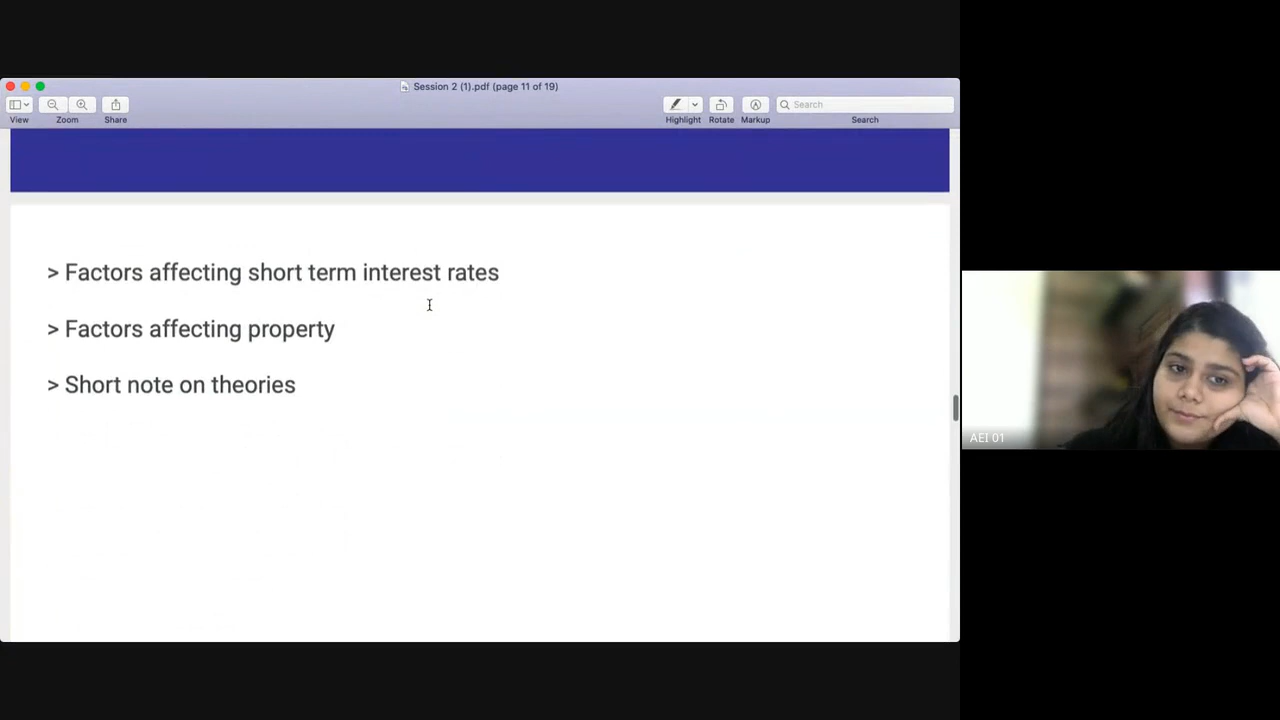 Session 2 (1).pdf (page 11 of 19)
View
Zoom
Share
Highlight
Rotate
Markup
Search
Search
> Factors affecting short term interest rates
> Factors affecting property
> Short note on theories
AEI 01